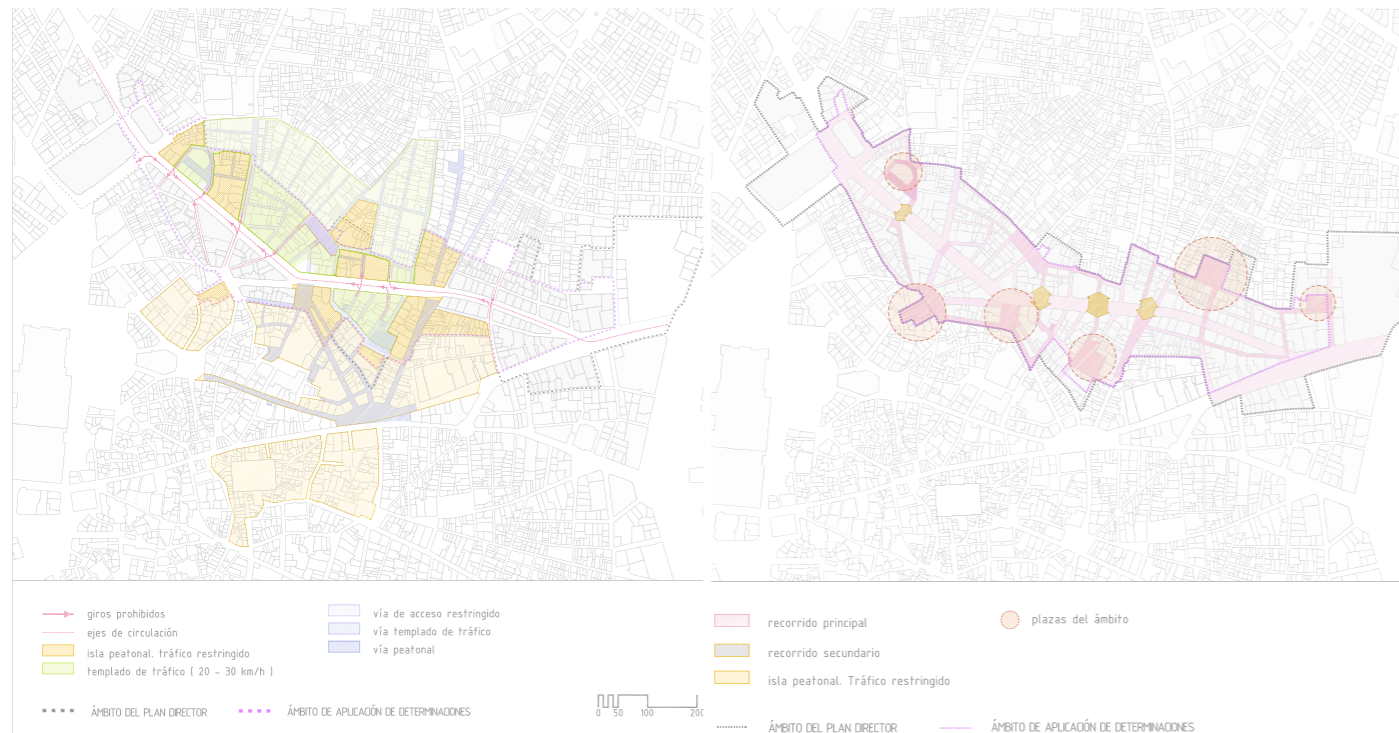 giros prohibidos
ejes de circulación
isla peatonal. tráfico restringido
templado de tráfico ( 20 - 30 km/h )
vía de acceso restringido
vía templado de tráfico
vía peatonal
ÁMBITO DEL PLAN DIRECTOR
ÁMBITO DE APLICACIÓN DE DETERMINACIONES
0 50 100 200
recorrido principal
recorrido secundario
isla peatonal. Tráfico restringido
plazas del ámbito
ÁMBITO DEL PLAN DIRECTOR
ÁMBITO DE APLICACIÓN DE DETERMINACIONES